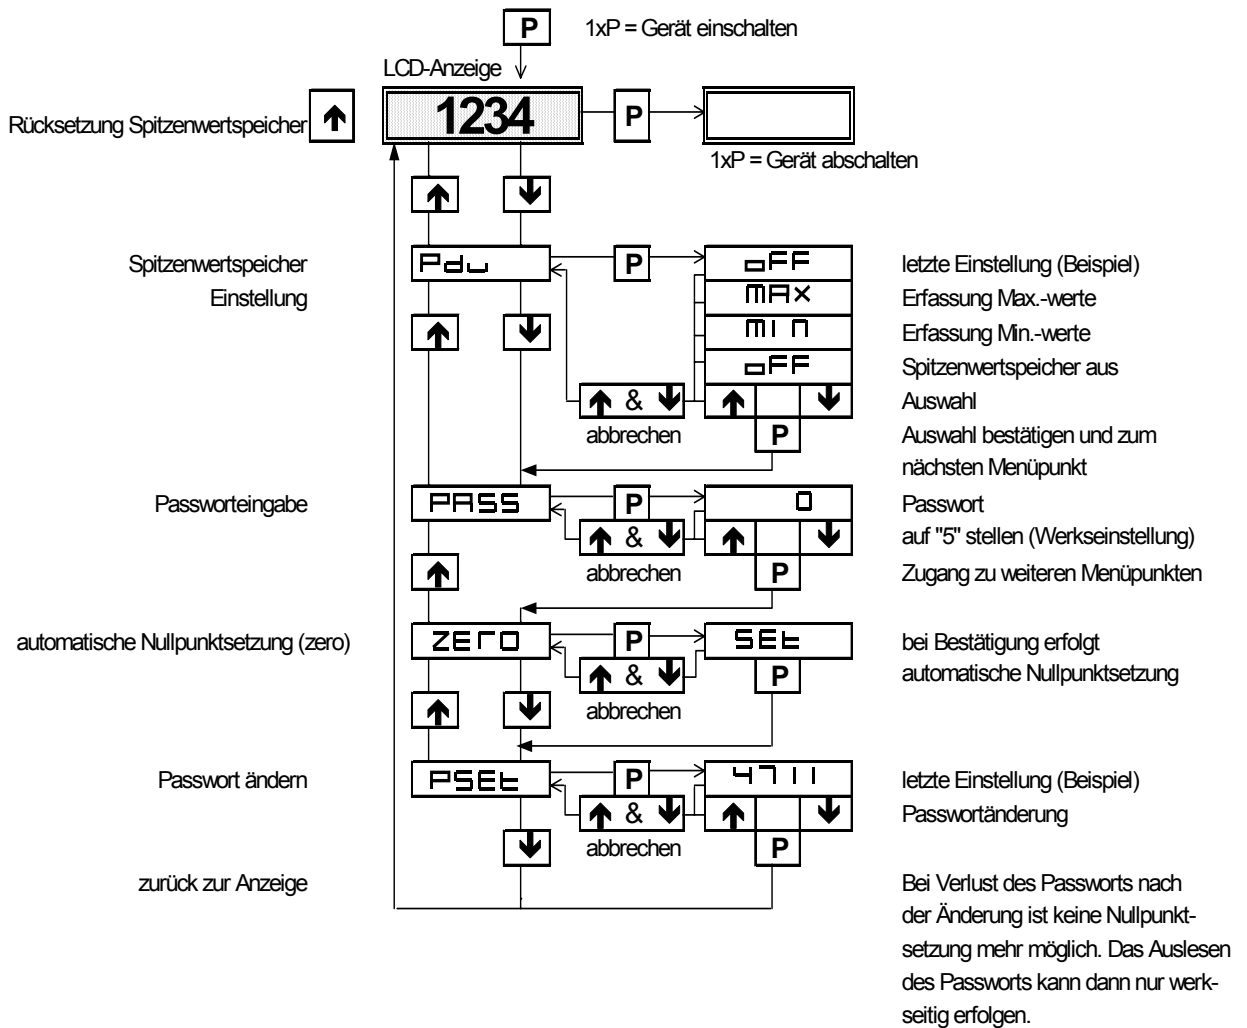 P 1xP = Gerät einschalten
LCD-Anzeige
Rücksetzung Spitzenwertspeicher 1234 P
1xP = Gerät abschalten
Spitzenwertspeicher Pdu P oFF letzte Einstellung (Beispiel)
Einstellung MAX Erfassung Max.-werte
MIN Erfassung Min.-werte
oFF Spitzenwertspeicher aus
& Auswahl
abbrechen P Auswahl bestätigen und zum
nächsten Menüpunkt
Passworteingabe PASS P 0 Passwort
& auf "5" stellen (Werkseinstellung)
abbrechen P Zugang zu weiteren Menüpunkten
automatische Nullpunktsetzung (zero) ZErO P SEt bei Bestätigung erfolgt
& P automatische Nullpunktsetzung
abbrechen
Passwort ändern PSEt P 4711 letzte Einstellung (Beispiel)
& Passwortänderung
abbrechen P
zurück zur Anzeige Bei Verlust des Passworts nach
der Änderung ist keine Nullpunkt-
setzung mehr möglich. Das Auslesen
des Passworts kann dann nur werk-
seitig erfolgen.